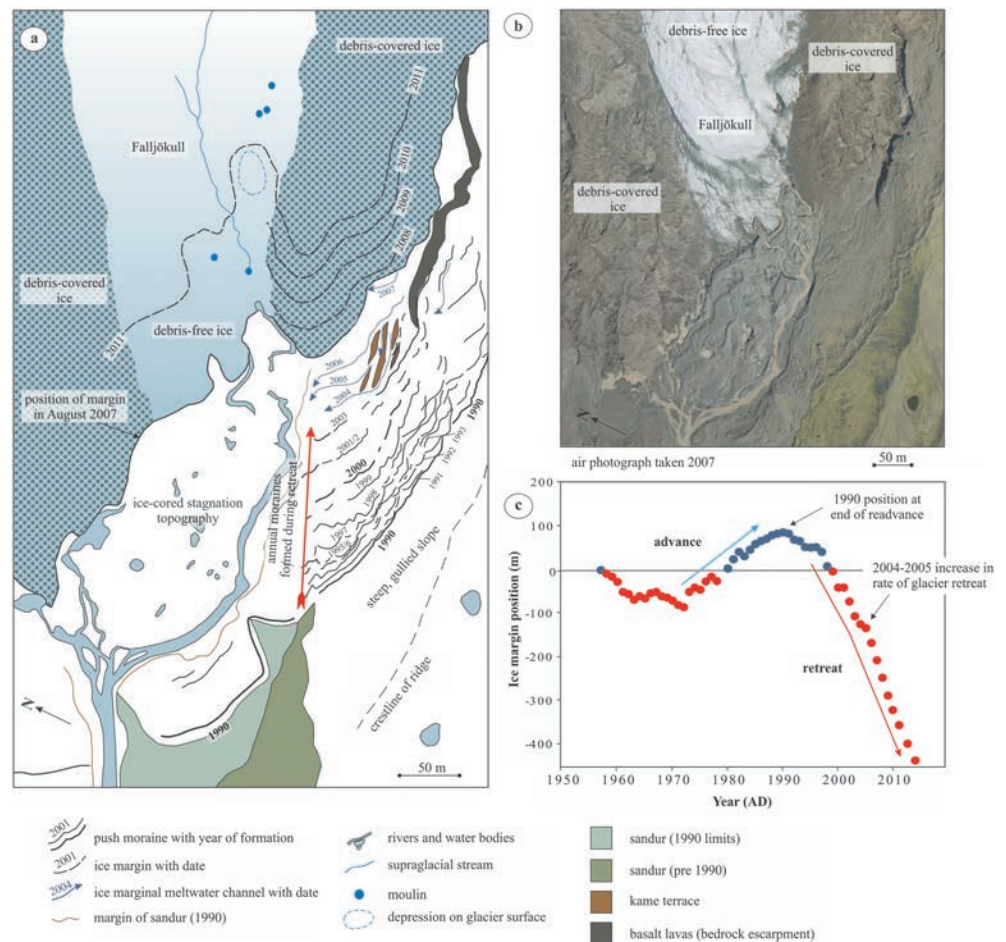 a
debris-covered ice
2011
2010
2009
2008
Falljökull
debris-covered
ice
2011
debris-free ice
position of margin
in August 2007
2007
2006
2005
2004
2003
2001/2
2000
1999
1998
1997
1995/6
1990
1993
1992
1991
1990
ice-cored stagnation
topography
annual moraines
formed during retreat
steep, gullied slope
crestline of ridge
1990
N
50 m
b
debris-free ice
debris-covered
ice
Falljökull
debris-covered
ice
N
air photograph taken 2007
50 m
c
200
100
0
-100
-200
-300
-400
Ice margin position (m)
1950
1960
1970
1980
1990
2000
2010
Year (AD)
advance
1990 position at
end of readvance
2004-2005 increase in
rate of glacier retreat
retreat
2001
push moraine with year of formation
2001
ice margin with date
2004
ice marginal meltwater channel with date
margin of sandur (1990)
rivers and water bodies
supraglacial stream
moulin
depression on glacier surface
sandur (1990 limits)
sandur (pre 1990)
kame terrace
basalt lavas (bedrock escarpment)